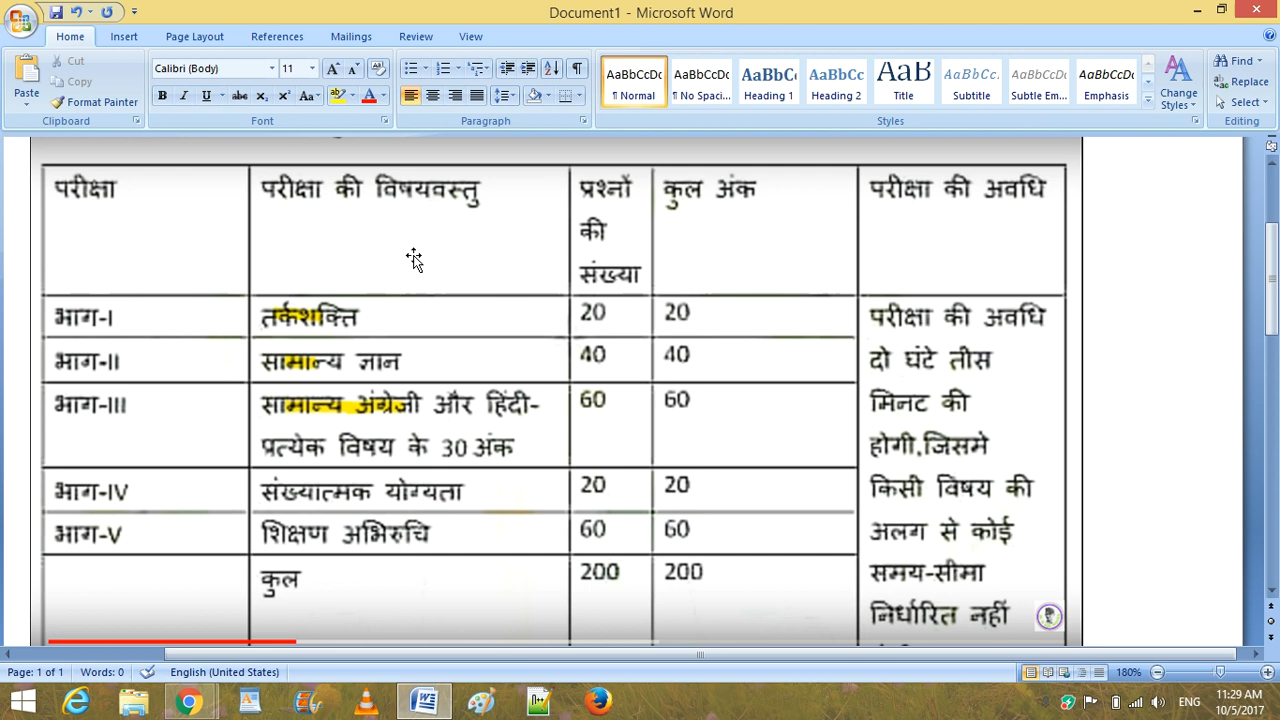 Document1 - Microsoft Word
Home Insert Page Layout References Mailings Review View
Cut
Copy
Format Painter
Paste
Calibri (Body) 11
AaBbCcDc AaBbCcDc AaBbC AaBbCc AaB AaBbCc. AaBbCcDc AaBbCcDc
¶ Normal ¶ No Spaci... Heading 1 Heading 2 Title Subtitle Subtle Em... Emphasis
Change Styles
Find
Replace
Select
Clipboard Font Paragraph Styles Editing
परीक्षा परीक्षा की विषयवस्तु प्रश्नों की संख्या कुल अंक परीक्षा की अवधि
भाग-I तर्कशक्ति 20 20 परीक्षा की अवधि
भाग-II सामान्य ज्ञान 40 40 दो घंटे तीस
भाग-III सामान्य अंग्रेजी और हिंदी- 60 60 मिनट की
प्रत्येक विषय के 30 अंक होगी,जिसमे
भाग-IV संख्यात्मक योग्यता 20 20 किसी विषय की
भाग-V शिक्षण अभिरुचि 60 60 अलग से कोई
कुल 200 200 समय-सीमा
निर्धारित नहीं
Page: 1 of 1 Words: 0 English (United States) 180%
ENG 11:29 AM
10/5/2017